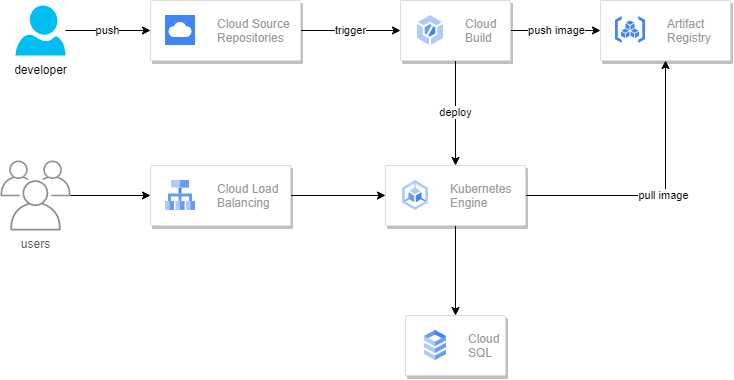 push
Cloud Source
Repositories
trigger
Cloud
Build
push image
Artifact
Registry
developer
deploy
users
Cloud Load
Balancing
Kubernetes
Engine
pull image
Cloud
SQL